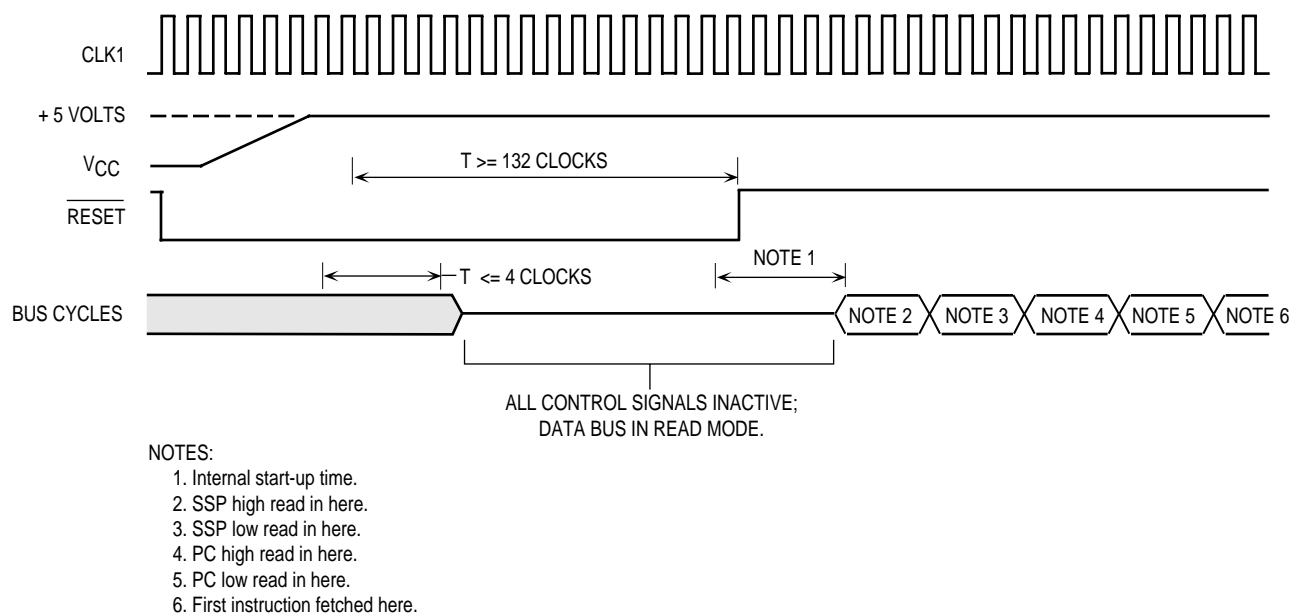 CLK1
+ 5 VOLTS
VCC
T >= 132 CLOCKS
RESET
NOTE 1
T <= 4 CLOCKS
BUS CYCLES
NOTE 2
NOTE 3
NOTE 4
NOTE 5
NOTE 6
ALL CONTROL SIGNALS INACTIVE;
DATA BUS IN READ MODE.
NOTES:
1. Internal start-up time.
2. SSP high read in here.
3. SSP low read in here.
4. PC high read in here.
5. PC low read in here.
6. First instruction fetched here.